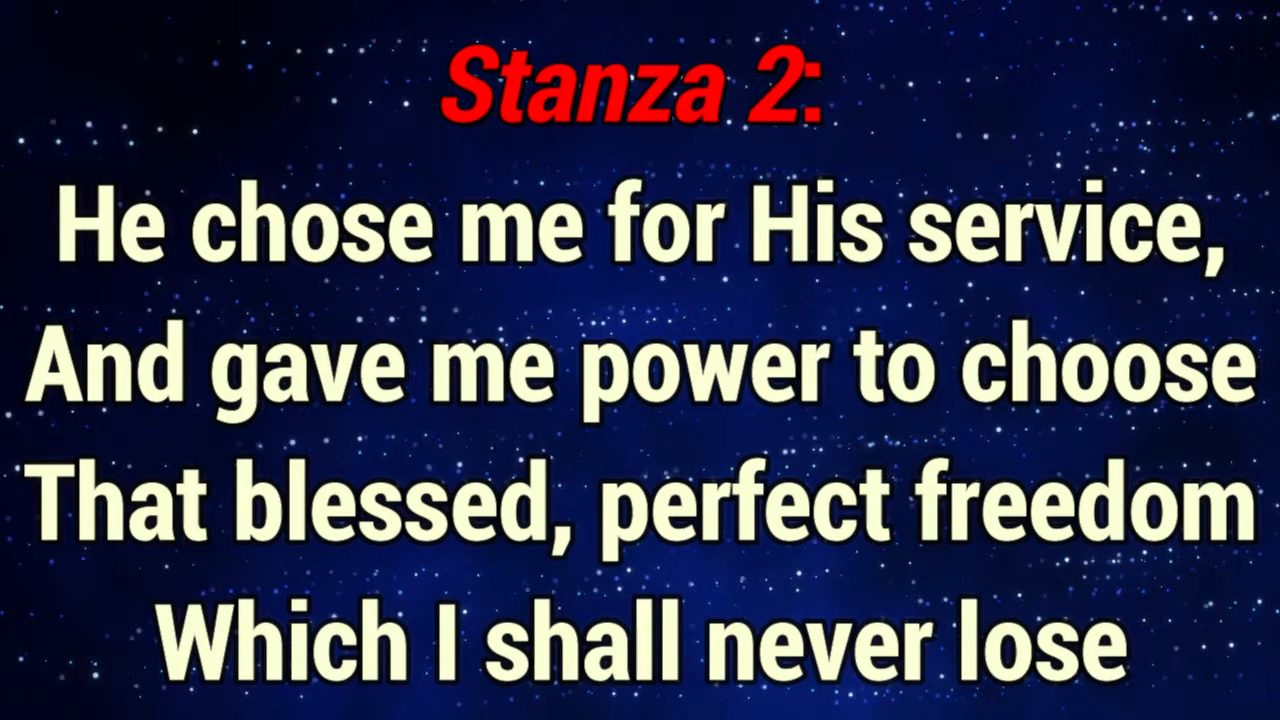 Stanza 2:
He chose me for His service,
And gave me power to choose
That blessed, perfect freedom
Which I shall never lose